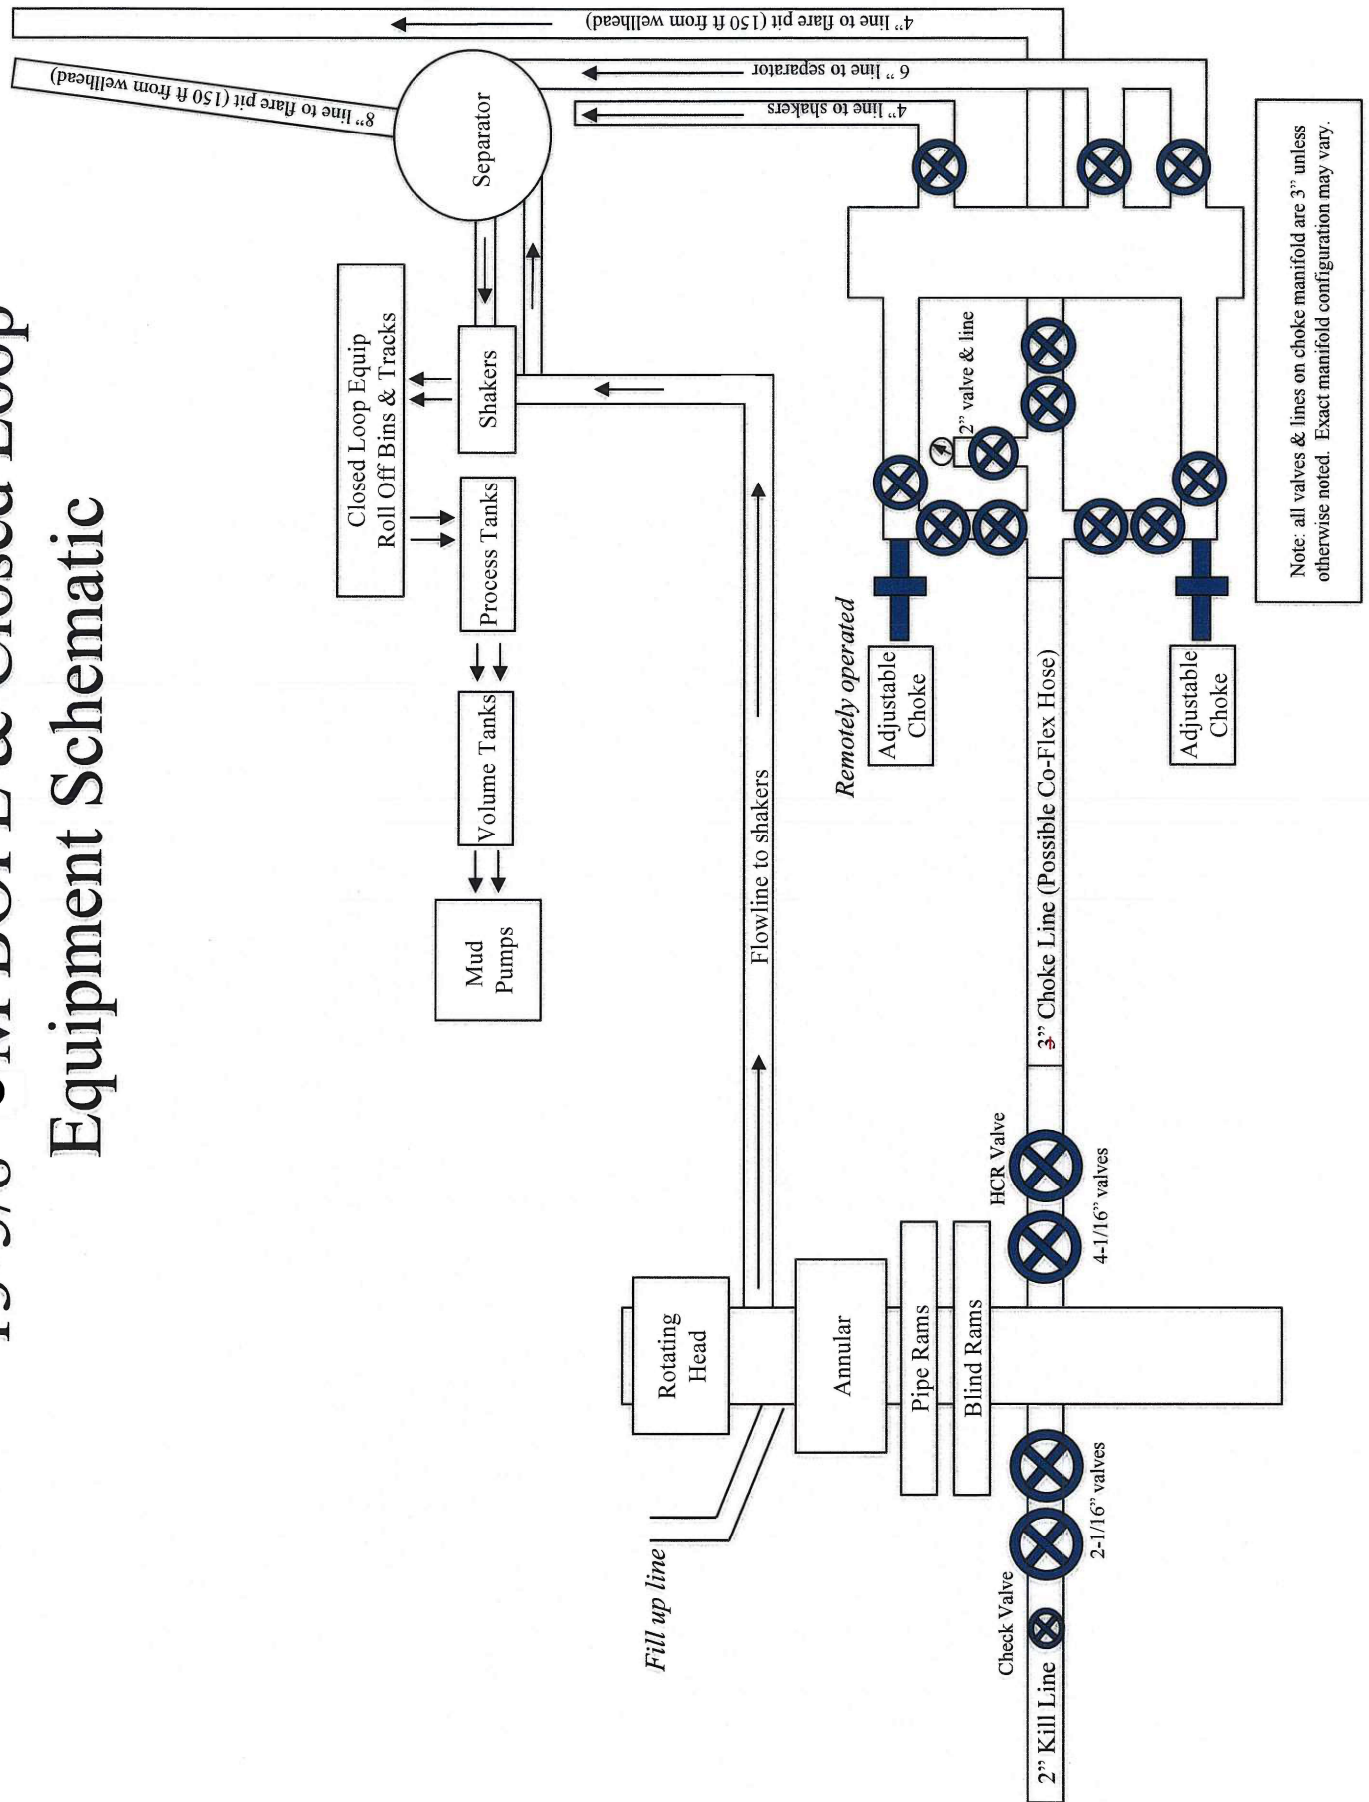 BOPE & Closed Loop
Equipment Schematic
4” line to flare pit (150 ft from wellhead)
8” line to flare pit (150 ft from wellhead)
Closed Loop Equip
Roll Off Bins & Tracks
Mud
Pumps
Volume Tanks
Process Tanks
Shakers
Separator
6” line to separator
4” line to shakers
Fill up line
Rotating
Head
Flowline to shakers
Annular
Remotely operated
Adjustable
Choke
Pipe Rams
Blind Rams
2” valve & line
Check Valve
HCR Valve
2” Kill Line
3” Choke Line (Possible Co-Flex Hose)
2-1/16” valves
4-1/16” valves
Adjustable
Choke
Note: all valves & lines on choke manifold are 3” unless
otherwise noted. Exact manifold configuration may vary.